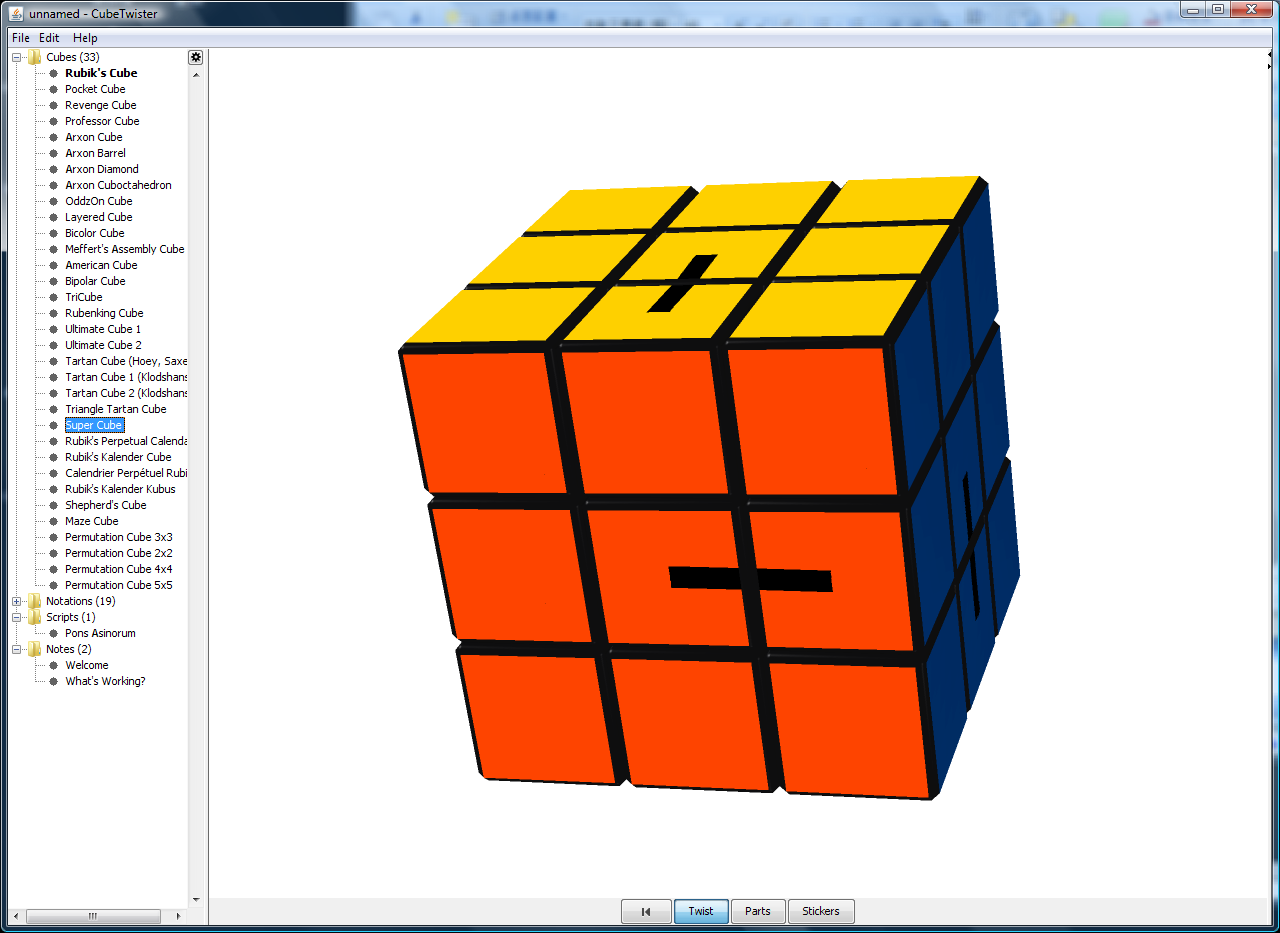 unnamed - CubeTwister
File Edit Help
Cubes (33)
Rubik's Cube
Pocket Cube
Revenge Cube
Professor Cube
Arxon Cube
Arxon Barrel
Arxon Diamond
Arxon Cuboctahedron
OddzOn Cube
Layered Cube
Bicolor Cube
Meffert's Assembly Cube
American Cube
Bipolar Cube
TriCube
Rubenking Cube
Ultimate Cube 1
Ultimate Cube 2
Tartan Cube (Hoey, Saxe
Tartan Cube 1 (Klodshans
Tartan Cube 2 (Klodshans
Triangle Tartan Cube
Super Cube
Rubik's Perpetual Calenda
Rubik's Kalender Cube
Calendrier Perpétuel Rubi
Rubik's Kalender Kubus
Shepherd's Cube
Maze Cube
Permutation Cube 3x3
Permutation Cube 2x2
Permutation Cube 4x4
Permutation Cube 5x5
Notations (19)
Scripts (1)
Pons Asinorum
Notes (2)
Welcome
What's Working?
Twist Parts Stickers